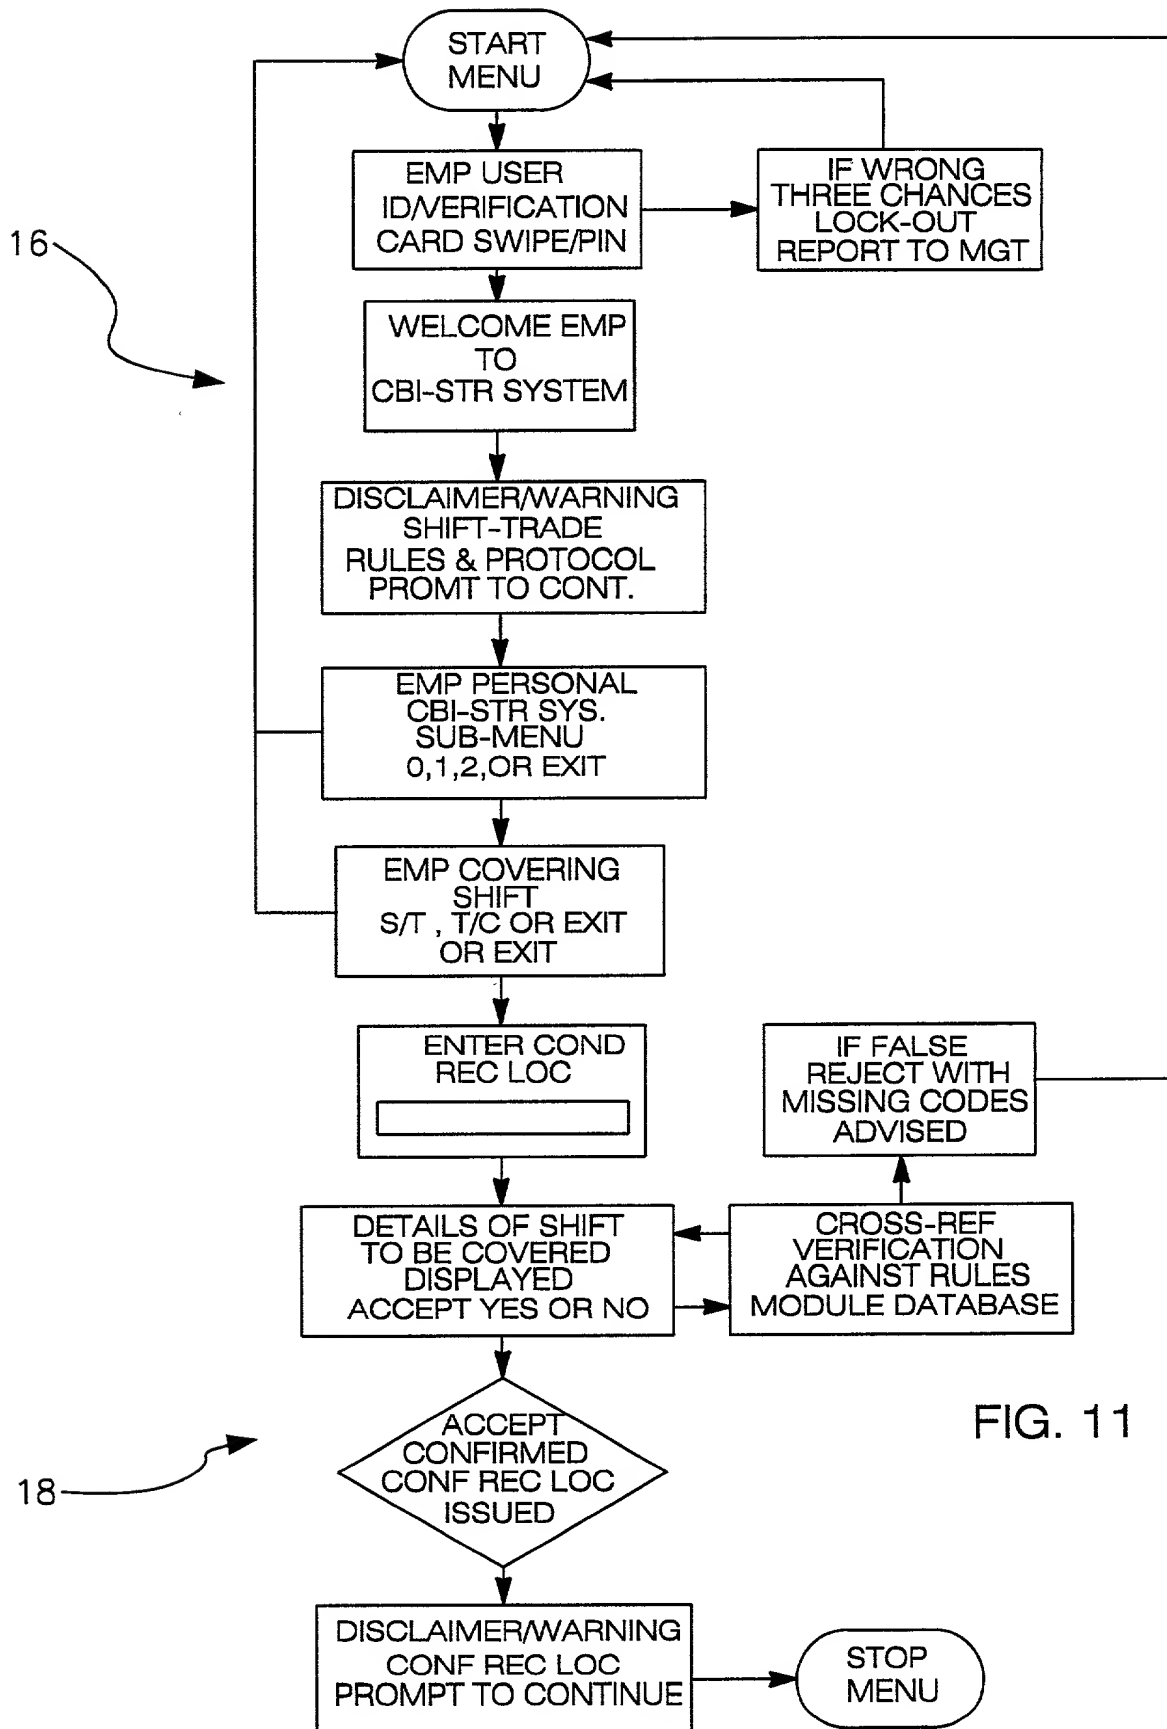 START
MENU
EMP USER
ID/VERIFICATION
CARD SWIPE/PIN
IF WRONG
THREE CHANCES
LOCK-OUT
REPORT TO MGT
16
WELCOME EMP
TO
CBI-STR SYSTEM
DISCLAIMER/WARNING
SHIFT-TRADE
RULES & PROTOCOL
PROMT TO CONT.
EMP PERSONAL
CBI-STR SYS.
SUB-MENU
0,1,2,OR EXIT
EMP COVERING
SHIFT
S/T , T/C OR EXIT
OR EXIT
ENTER COND
REC LOC
IF FALSE
REJECT WITH
MISSING CODES
ADVISED
DETAILS OF SHIFT
TO BE COVERED
DISPLAYED
ACCEPT YES OR NO
CROSS-REF
VERIFICATION
AGAINST RULES
MODULE DATABASE
ACCEPT
CONFIRMED
CONF REC LOC
ISSUED
FIG. 11
18
DISCLAIMER/WARNING
CONF REC LOC
PROMPT TO CONTINUE
STOP
MENU